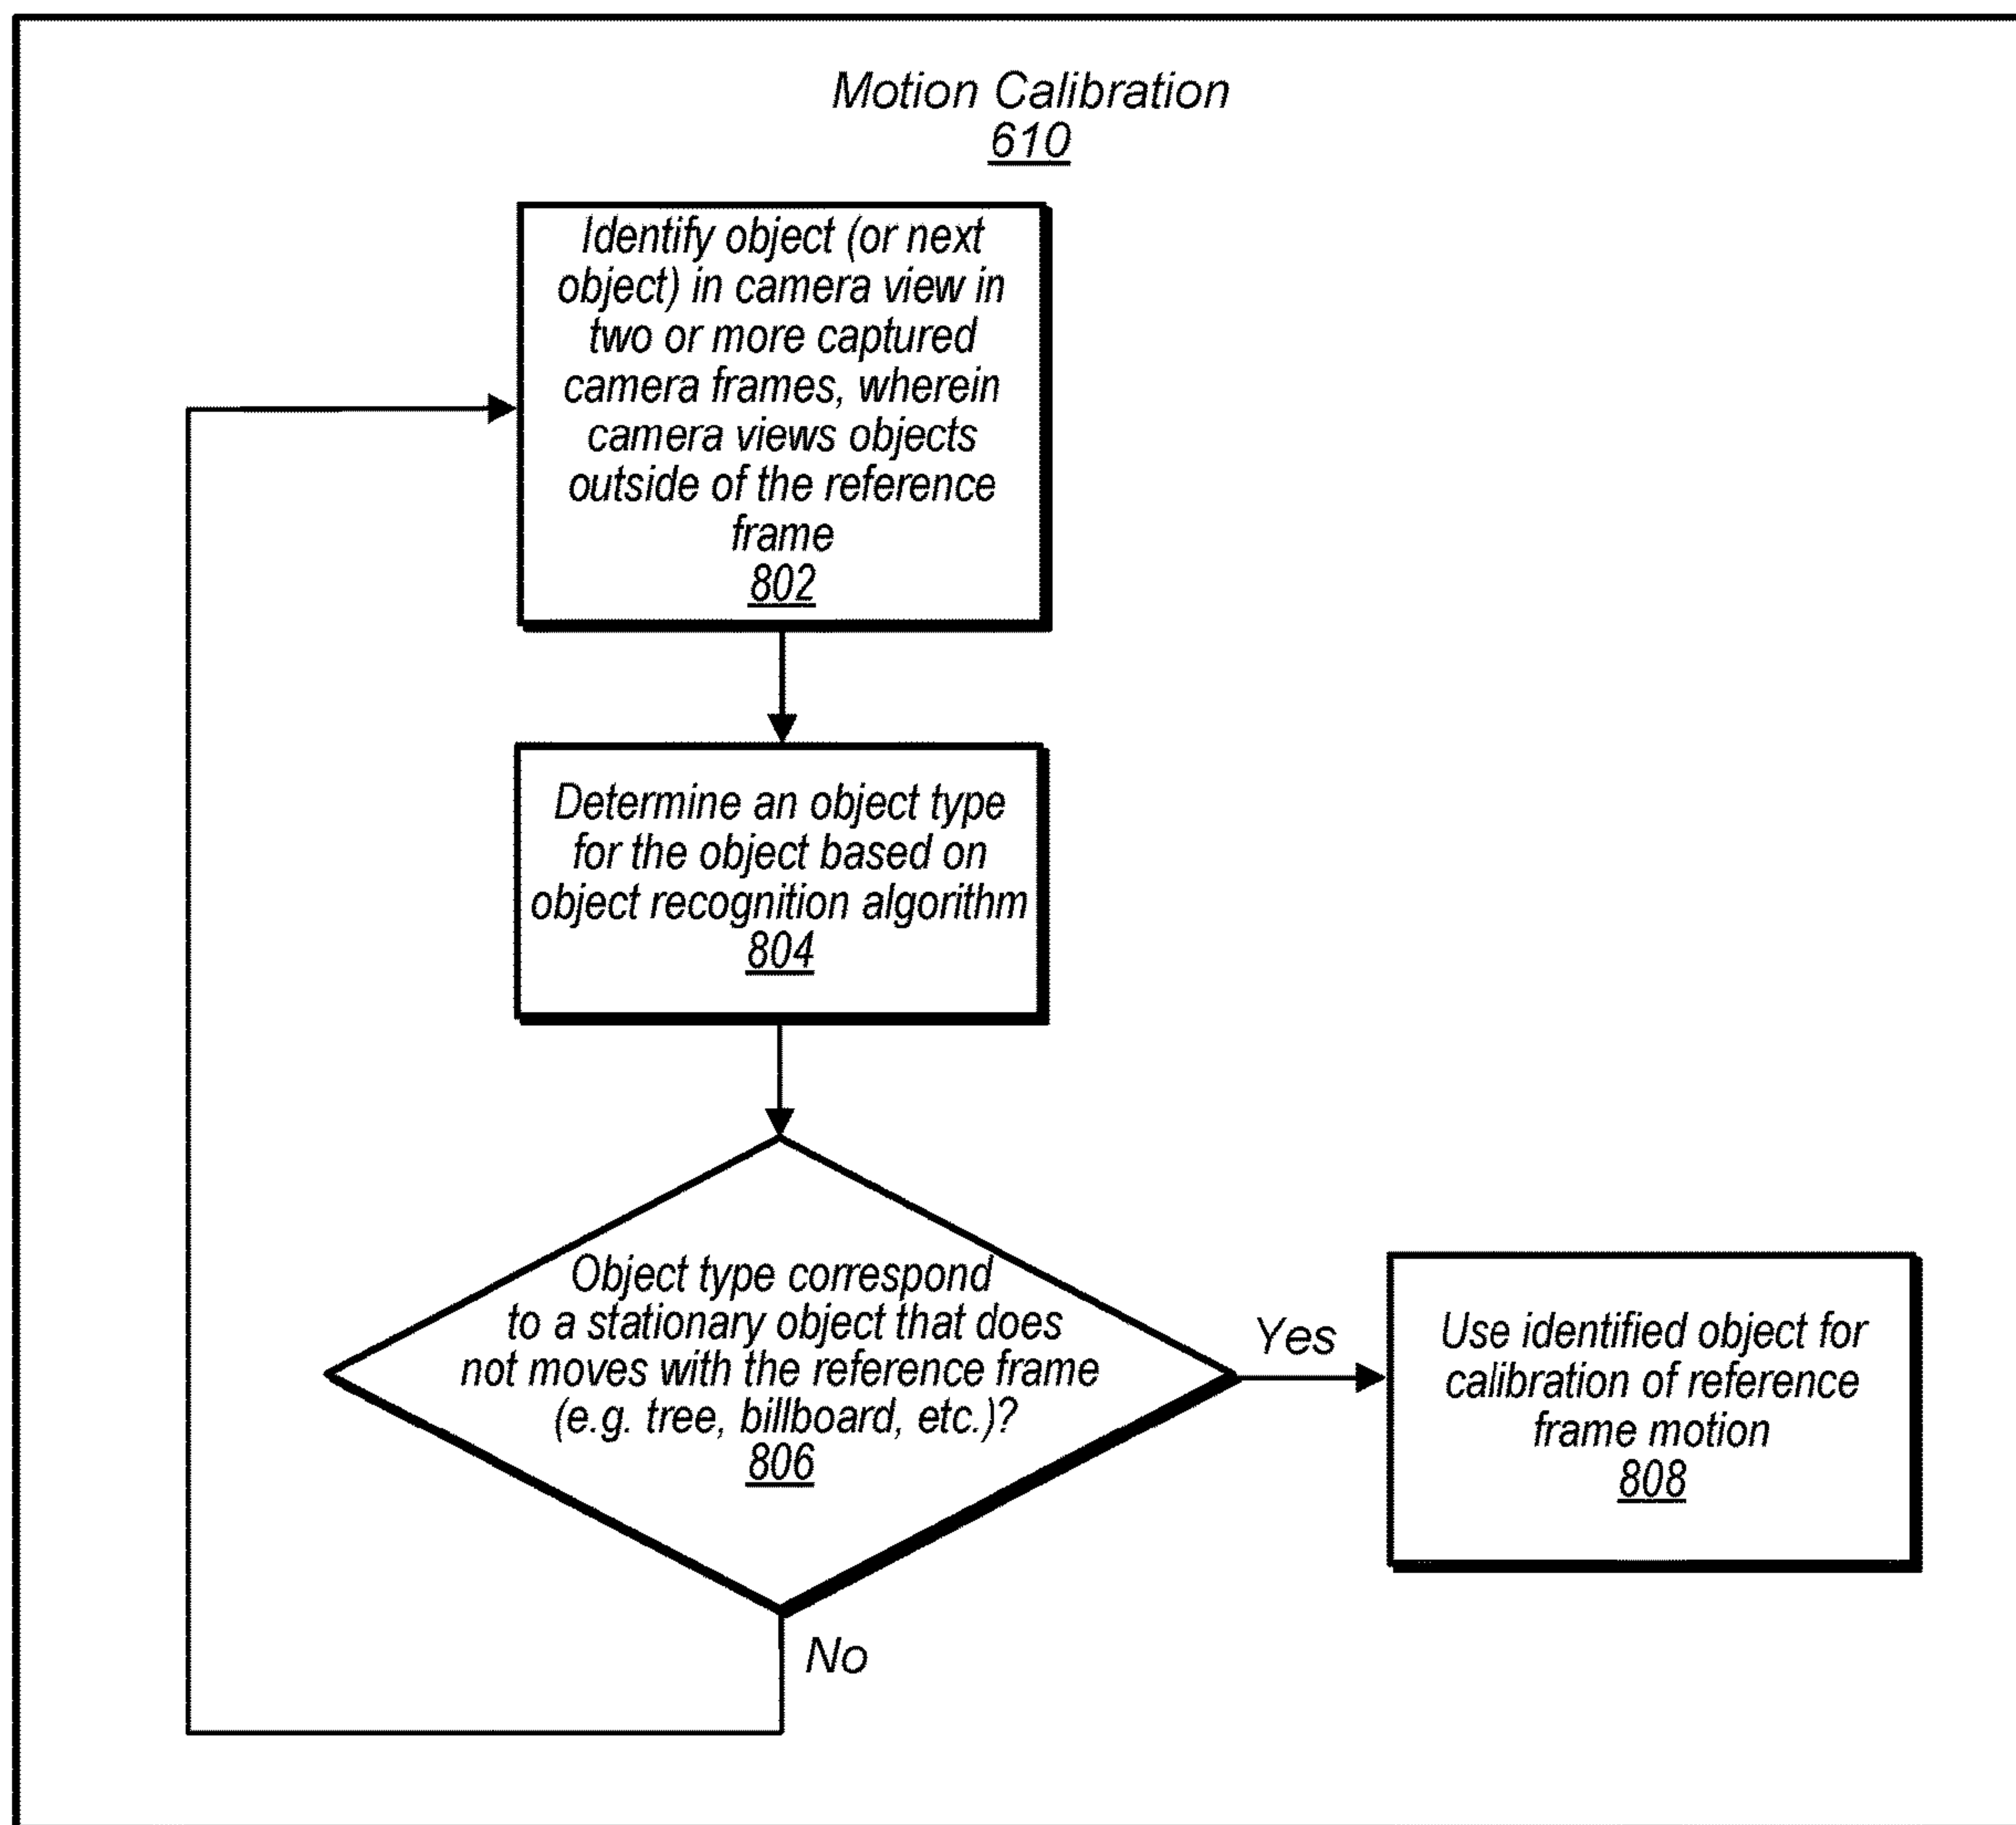 Motion Calibration
610
Identify object (or next
object) in camera view in
two or more captured
camera frames, wherein
camera views objects
outside of the reference
frame
802
Determine an object type
for the object based on
object recognition algorithm
804
Object type correspond
to a stationary object that does
not moves with the reference frame
(e.g. tree, billboard, etc.)?
806
Yes
Use identified object for
calibration of reference
frame motion
808
No